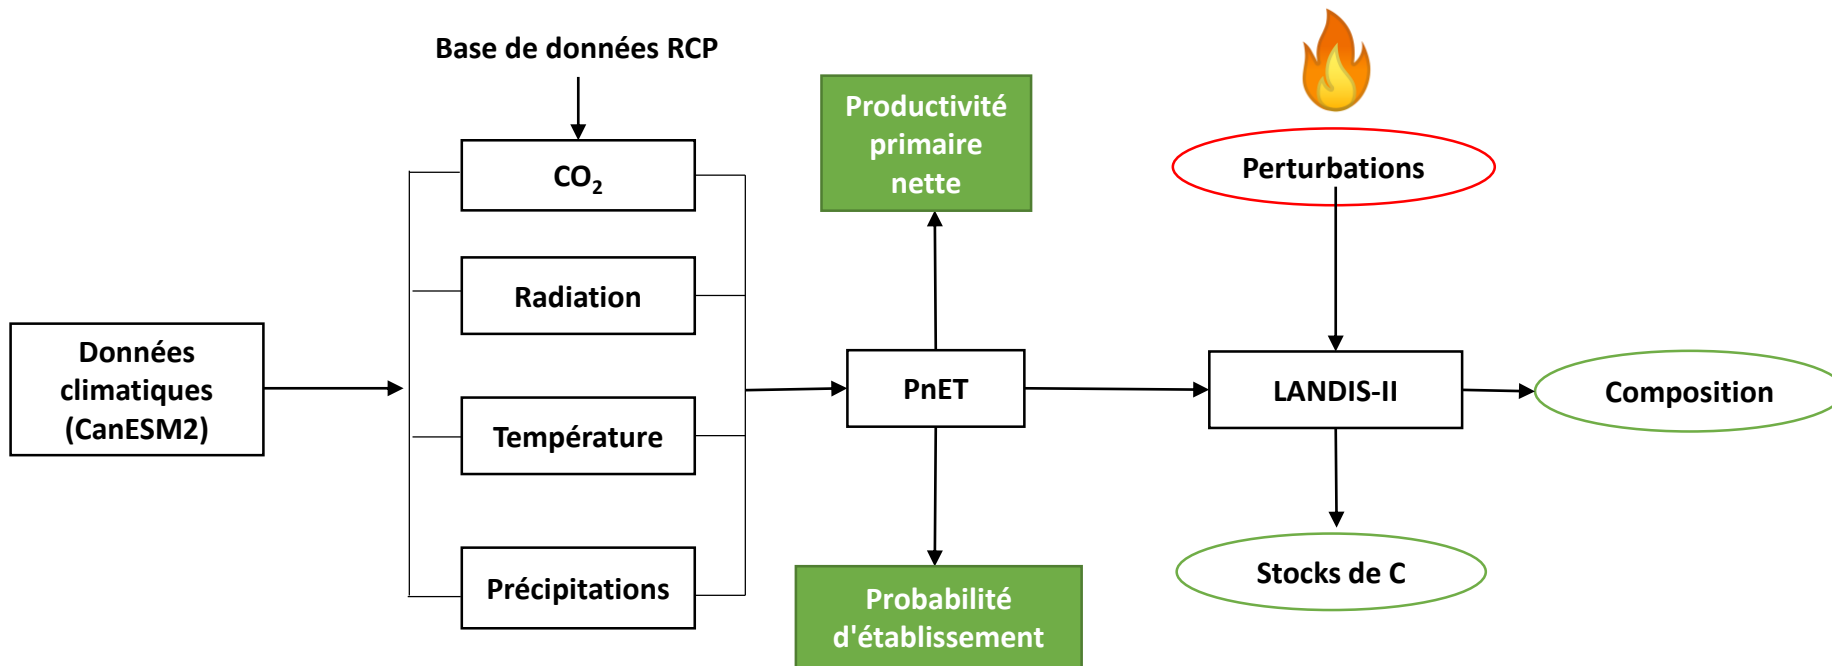 Base de données RCP
CO₂
Radiation
Température
Précipitations
Données
climatiques
(CanESM2)
Productivité
primaire
nette
PnET
Probabilité
d'établissement
Perturbations
LANDIS-II
Composition
Stocks de C